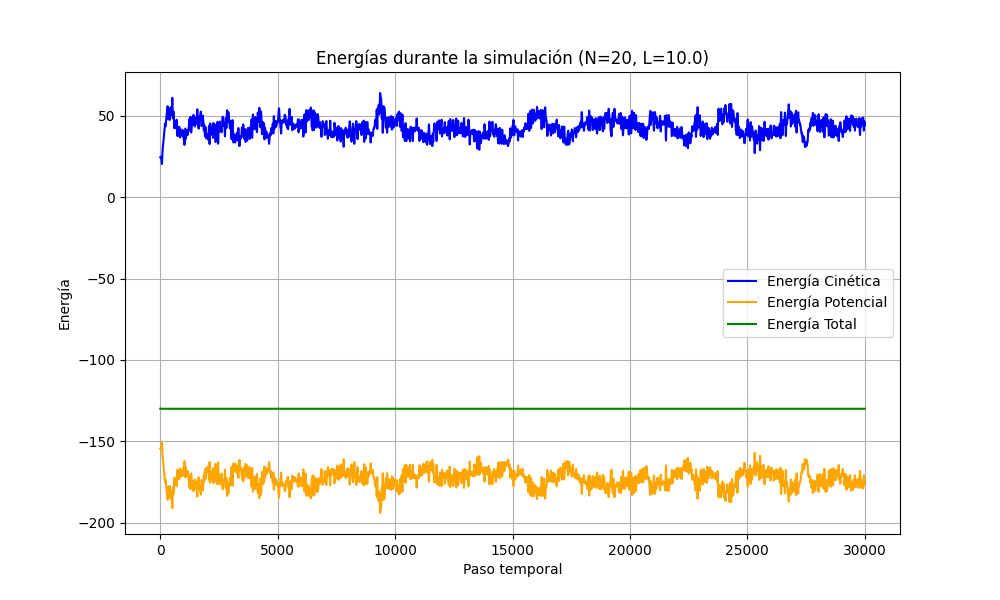 Energías durante la simulación (N=20, L=10.0)
50
0
−50
−100
−150
−200
Energía
Energía Cinética
Energía Potencial
Energía Total
0
5000
10000
15000
20000
25000
30000
Paso temporal